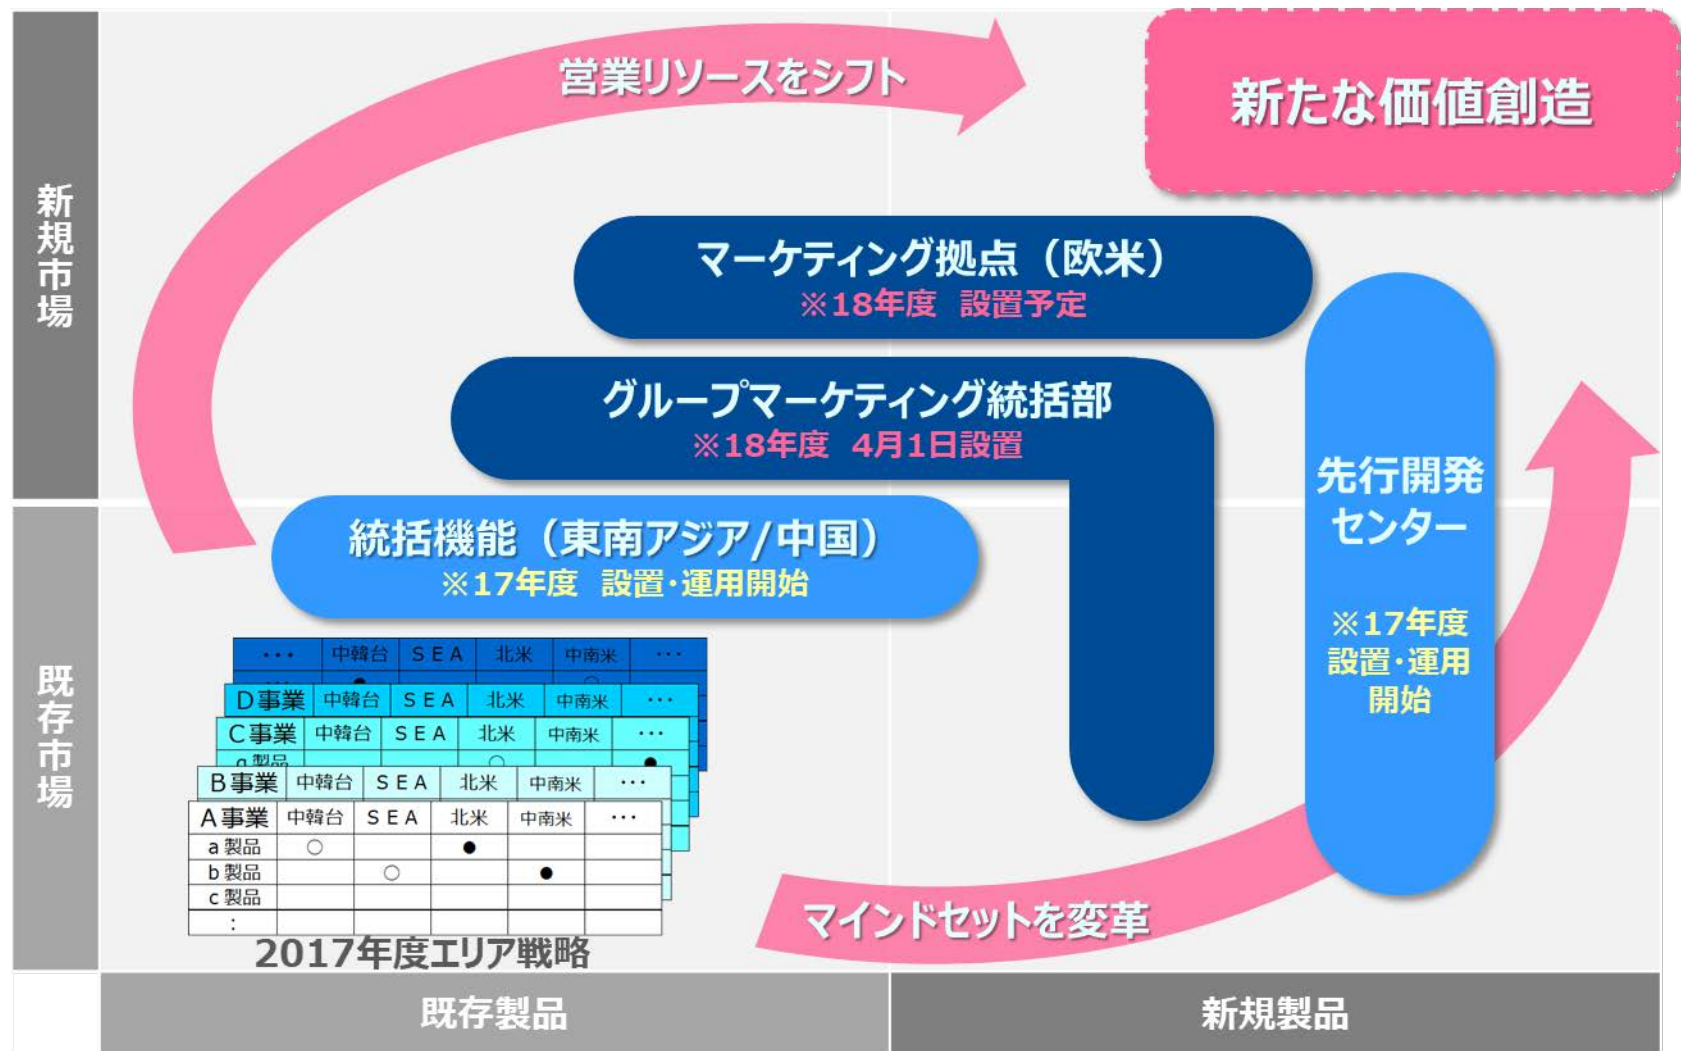 営業リソースをシフト
新たな価値創造
新規市場
マーケティング拠点（欧米）
※18年度 設置予定
グループマーケティング統括部
※18年度 4月1日設置
先行開発
センター
※17年度
設置・運用
開始
統括機能（東南アジア/中国）
※17年度 設置・運用開始
既存市場
･･･ 中韓台 ＳＥＡ 北米 中南米 ･･･
Ｄ事業 中韓台 ＳＥＡ 北米 中南米 ･･･
Ｃ事業 中韓台 ＳＥＡ 北米 中南米 ･･･
○ ●
Ｂ事業 中韓台 ＳＥＡ 北米 中南米 ･･･
Ａ事業 中韓台 ＳＥＡ 北米 中南米 ･･･
a 製品 ○ ●
b 製品 ○ ●
c 製品
：
2017年度エリア戦略
マインドセットを変革
既存製品
新規製品